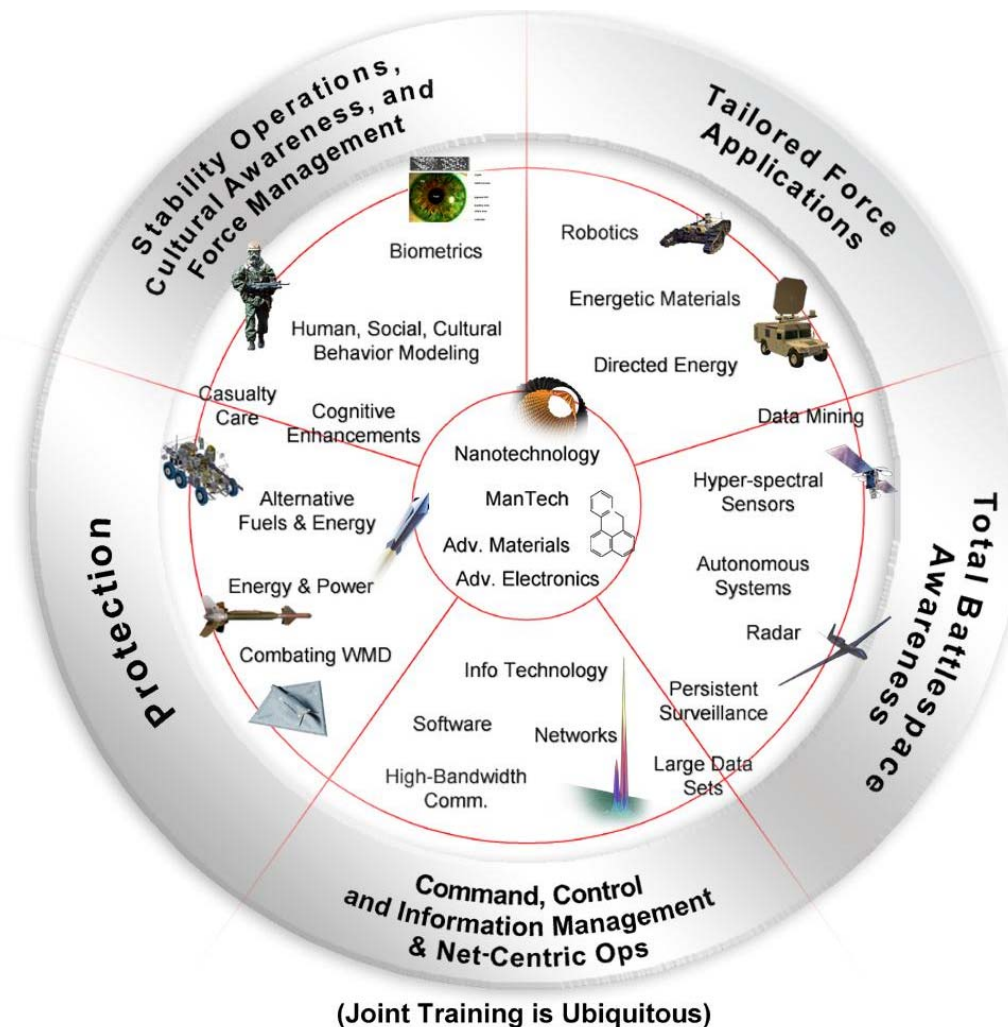 Stability Operations,
Cultural Awareness, and
Force Management
Tailored Force
Applications
Total Battlespace
Awareness
Command, Control
and Information Management
& Net-Centric Ops
Protection
Biometrics
Human, Social, Cultural
Behavior Modeling
Cognitive
Enhancements
Robotics
Energetic Materials
Directed Energy
Data Mining
Hyper-spectral
Sensors
Autonomous
Systems
Radar
Persistent
Surveillance
Large Data
Sets
Info Technology
Software
Networks
High-Bandwidth
Comm.
Casualty
Care
Alternative
Fuels & Energy
Energy & Power
Combating WMD
Nanotechnology
ManTech
Adv. Materials
Adv. Electronics
(Joint Training is Ubiquitous)